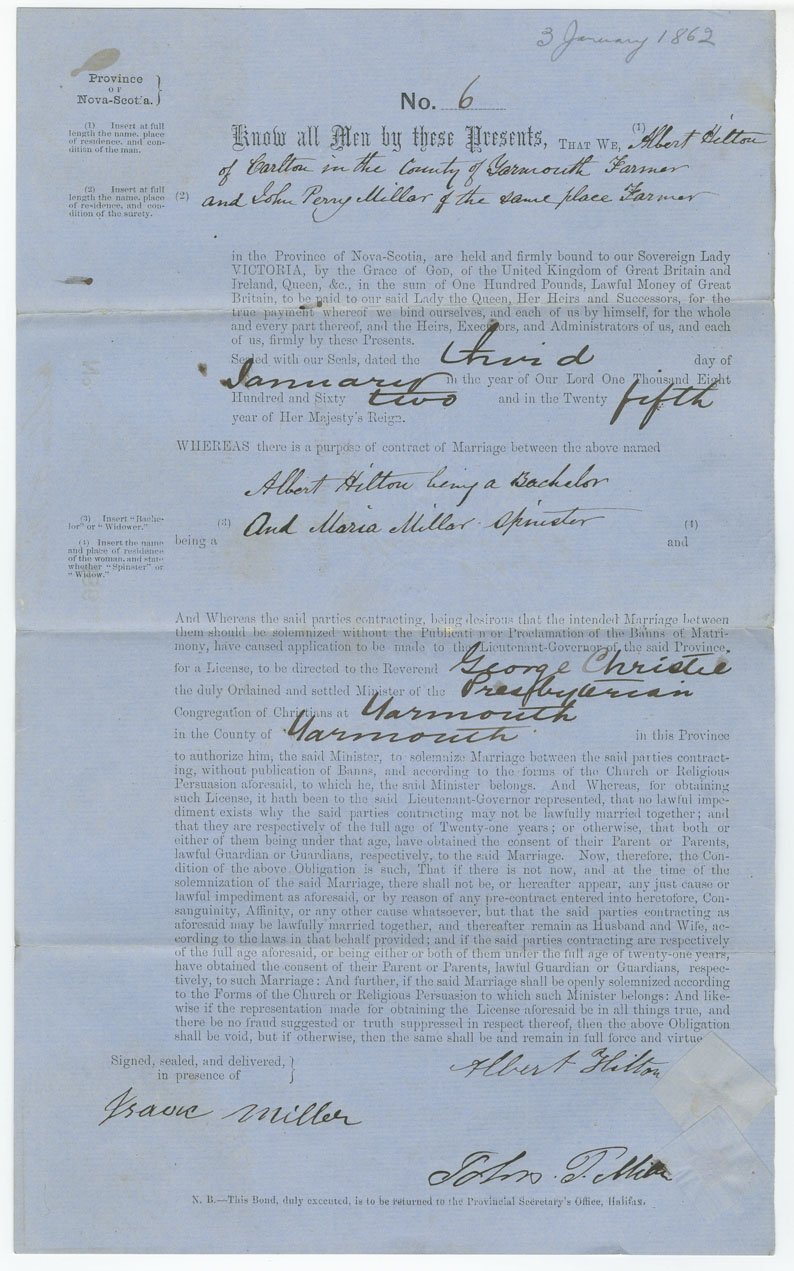 3 January 1862
Province
OF
Nova-Scotia.
No. 6
(1) Insert at full
length the name, place
of residence, and con-
dition of the man.
Know all Men by these Presents, THAT WE, (1) Albert Hilton
of Carlton in the County of Yarmouth Farmer
(2) Insert at full
length the name, place
of residence, and con-
dition of the surety.
(2) and John Perry Millar of the same place Farmer
in the Province of Nova-Scotia, are held and firmly bound to our Sovereign Lady
VICTORIA, by the Grace of GOD, of the United Kingdom of Great Britain and
Ireland, Queen, &c., in the sum of One Hundred Pounds, Lawful Money of Great
Britain, to be paid to our said Lady the Queen, Her Heirs and Successors, for the
true payment whereof we bind ourselves, and each of us by himself, for the whole
and every part thereof, and the Heirs, Executors, and Administrators of us, and each
of us, firmly by these Presents.
Sealed with our Seals, dated the third day of
January in the year of Our Lord One Thousand Eight
Hundred and Sixty two and in the Twenty fifth
year of Her Majesty's Reign.
WHEREAS there is a purpose of contract of Marriage between the above named
Albert Hilton being a Bachelor
(3) Insert "Bache-
lor" or "Widower."
(3) And Maria Millar Spinster (4)
being a and
(4) Insert the name
and place of residence
of the woman, and state
whether "Spinster" or
"Widow."
And Whereas the said parties contracting, being desirous that the intended Marriage between
them should be solemnized without the Publicati n or Proclamation of the Banns of Matri-
mony, have caused application to be made to the Lieutenant-Governor of the said Province,
for a License, to be directed to the Reverend George Christie
the duly Ordained and settled Minister of the Presbyterian
Congregation of Christians at Yarmouth
in the County of Yarmouth in this Province
to authorize him, the said Minister, to solemnize Marriage between the said parties contract-
ing, without publication of Banns, and according to the forms of the Church or Religious
Persuasion aforesaid, to which he, the said Minister belongs. And Whereas, for obtaining
such License, it hath been to the said Lieutenant-Governor represented, that no lawful impe-
diment exists why the said parties contracting may not be lawfully married together; and
that they are respectively of the full age of Twenty-one years; or otherwise, that both or
either of them being under that age, have obtained the consent of their Parent or Parents,
lawful Guardian or Guardians, respectively, to the said Marriage. Now, therefore, the Con-
dition of the above Obligation is such, That if there is not now, and at the time of the
solemnization of the said Marriage, there shall not be, or hereafter appear, any just cause or
lawful impediment as aforesaid, or by reason of any pre-contract entered into heretofore, Con-
sanguinity, Affinity, or any other cause whatsoever, but that the said parties contracting as
aforesaid may be lawfully married together, and thereafter remain as Husband and Wife, ac-
cording to the laws in that behalf provided; and if the said parties contracting are respectively
of the full age aforesaid, or being either or both of them under the full age of twenty-one years,
have obtained the consent of their Parent or Parents, lawful Guardian or Guardians, respec-
tively, to such Marriage: And further, if the said Marriage shall be openly solemnized according
to the Forms of the Church or Religious Persuasion to which such Minister belongs: And like-
wise if the representation made for obtaining the License aforesaid be in all things true, and
there be no fraud suggested or truth suppressed in respect thereof, then the above Obligation
shall be void, but if otherwise, then the same shall be and remain in full force and virtue.
Signed, sealed, and delivered,
in presence of
Albert Hilton
Isaac Miller
John P. Miller
N. B.—This Bond, duly executed, is to be returned to the Provincial Secretary's Office, Halifax.